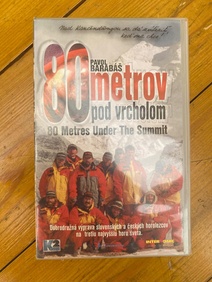 PAVOL BARABÁŠ
80 metrov
pod vrcholom
80 Metres Under The Summit
Dobrodružná výprava slovenských a českých horolezcov
na tretiu najvyššiu horu sveta.